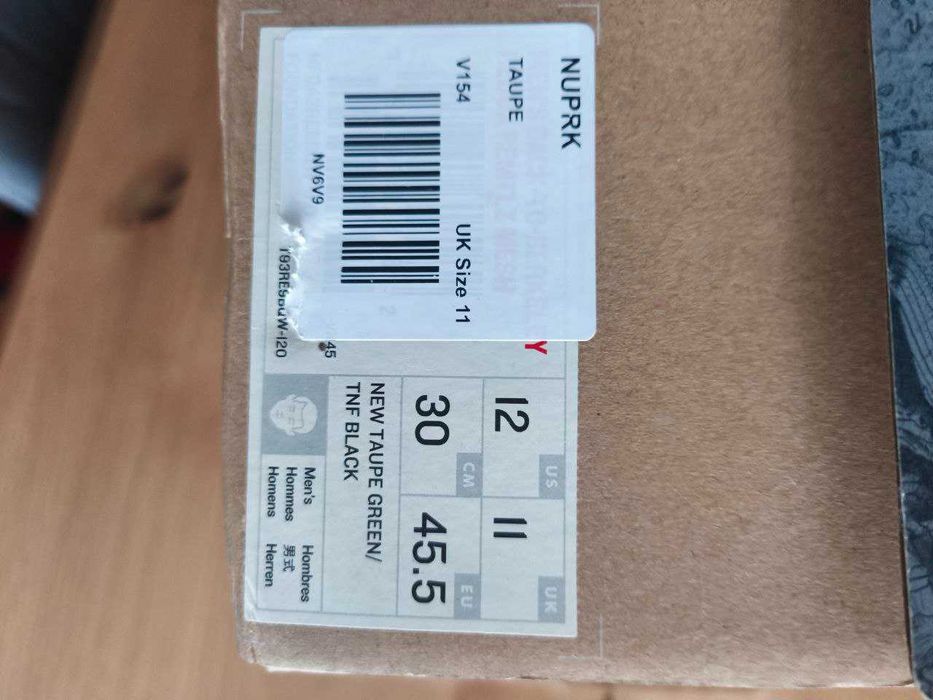 NUPRK
TAUPE
V154
UK Size 11
NV6V9
Y
12 US
11 UK
30 CM
45.5 EU
NEW TAUPE GREEN/
TNF BLACK
Men's Hombres
Hommes 男式
Homens Herren